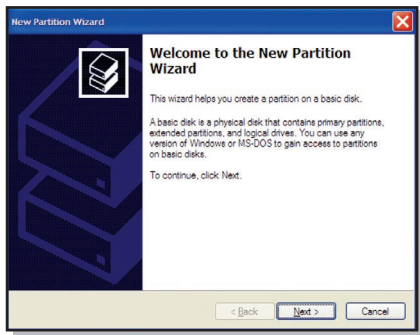 New Partition Wizard
Welcome to the New Partition
Wizard
This wizard helps you create a partition on a basic disk.
A basic disk is a physical disk that contains primary partitions,
extended partitions, and logical drives. You can use any
version of Windows or MS-DOS to gain access to partitions
on basic disks.
To continue, click Next.
< Back Next > Cancel